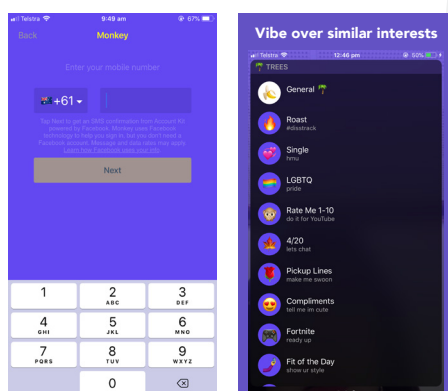 Telstra 9:49 am 67%
Back Monkey
Enter your mobile number
+61
Tap Next to get an SMS confirmation from Account Kit
powered by Facebook. Monkey uses Facebook
technology to help you sign in, but you don't need a
Facebook account. Message and data rates may apply.
Learn how Facebook uses your info.
Next
1 2 3
ABC DEF
4 5 6
GHI JKL MNO
7 8 9
PQRS TUV WXYZ
0
Vibe over similar interests
Telstra 12:46 pm 50%
TREES
General
Roast
#disstrack
Single
hmu
LGBTQ
pride
Rate Me 1-10
do it for YouTube
4/20
lets chat
Pickup Lines
make me swoon
Compliments
tell me im cute
Fortnite
ready up
Fit of the Day
show ur style